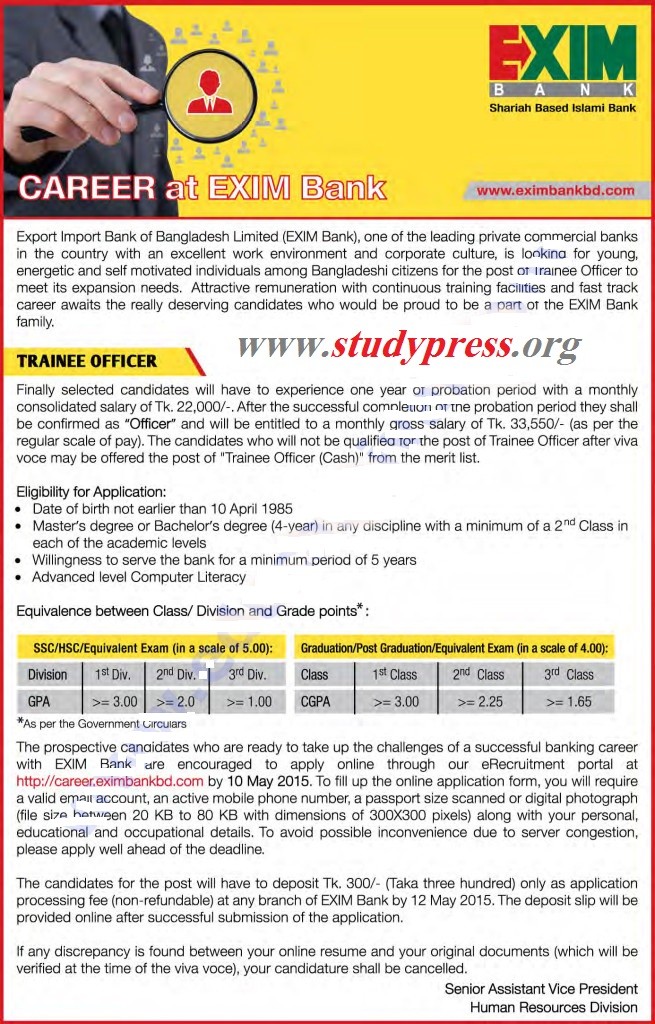 EXIM
BANK
Shariah Based Islami Bank
CAREER at EXIM Bank
www.eximbankbd.com
Export Import Bank of Bangladesh Limited (EXIM Bank), one of the leading private commercial banks
in the country with an excellent work environment and corporate culture, is looking for young,
energetic and self motivated individuals among Bangladeshi citizens for the post of Trainee Officer to
meet its expansion needs. Attractive remuneration with continuous training facilities and fast track
career awaits the really deserving candidates who would be proud to be a part of the EXIM Bank
family.
www.studypress.org
TRAINEE OFFICER
Finally selected candidates will have to experience one year of probation period with a monthly
consolidated salary of Tk. 22,000/-. After the successful completion of the probation period they shall
be confirmed as “Officer” and will be entitled to a monthly gross salary of Tk. 33,550/- (as per the
regular scale of pay). The candidates who will not be qualified for the post of Trainee Officer after viva
voce may be offered the post of "Trainee Officer (Cash)" from the merit list.
Eligibility for Application:
• Date of birth not earlier than 10 April 1985
• Master's degree or Bachelor's degree (4-year) in any discipline with a minimum of a 2nd Class in
each of the academic levels
• Willingness to serve the bank for a minimum period of 5 years
• Advanced level Computer Literacy
Equivalence between Class/ Division and Grade points*:
SSC/HSC/Equivalent Exam (in a scale of 5.00): Graduation/Post Graduation/Equivalent Exam (in a scale of 4.00):
Division 1st Div. 2nd Div. 3rd Div. Class 1st Class 2nd Class 3rd Class
GPA >= 3.00 >= 2.0 >= 1.00 CGPA >= 3.00 >= 2.25 >= 1.65
*As per the Government Circulars
The prospective candidates who are ready to take up the challenges of a successful banking career
with EXIM Bank are encouraged to apply online through our eRecruitment portal at
http://career.eximbankbd.com by 10 May 2015. To fill up the online application form, you will require
a valid email account, an active mobile phone number, a passport size scanned or digital photograph
(file size between 20 KB to 80 KB with dimensions of 300X300 pixels) along with your personal,
educational and occupational details. To avoid possible inconvenience due to server congestion,
please apply well ahead of the deadline.
The candidates for the post will have to deposit Tk. 300/- (Taka three hundred) only as application
processing fee (non-refundable) at any branch of EXIM Bank by 12 May 2015. The deposit slip will be
provided online after successful submission of the application.
If any discrepancy is found between your online resume and your original documents (which will be
verified at the time of the viva voce), your candidature shall be cancelled.
Senior Assistant Vice President
Human Resources Division